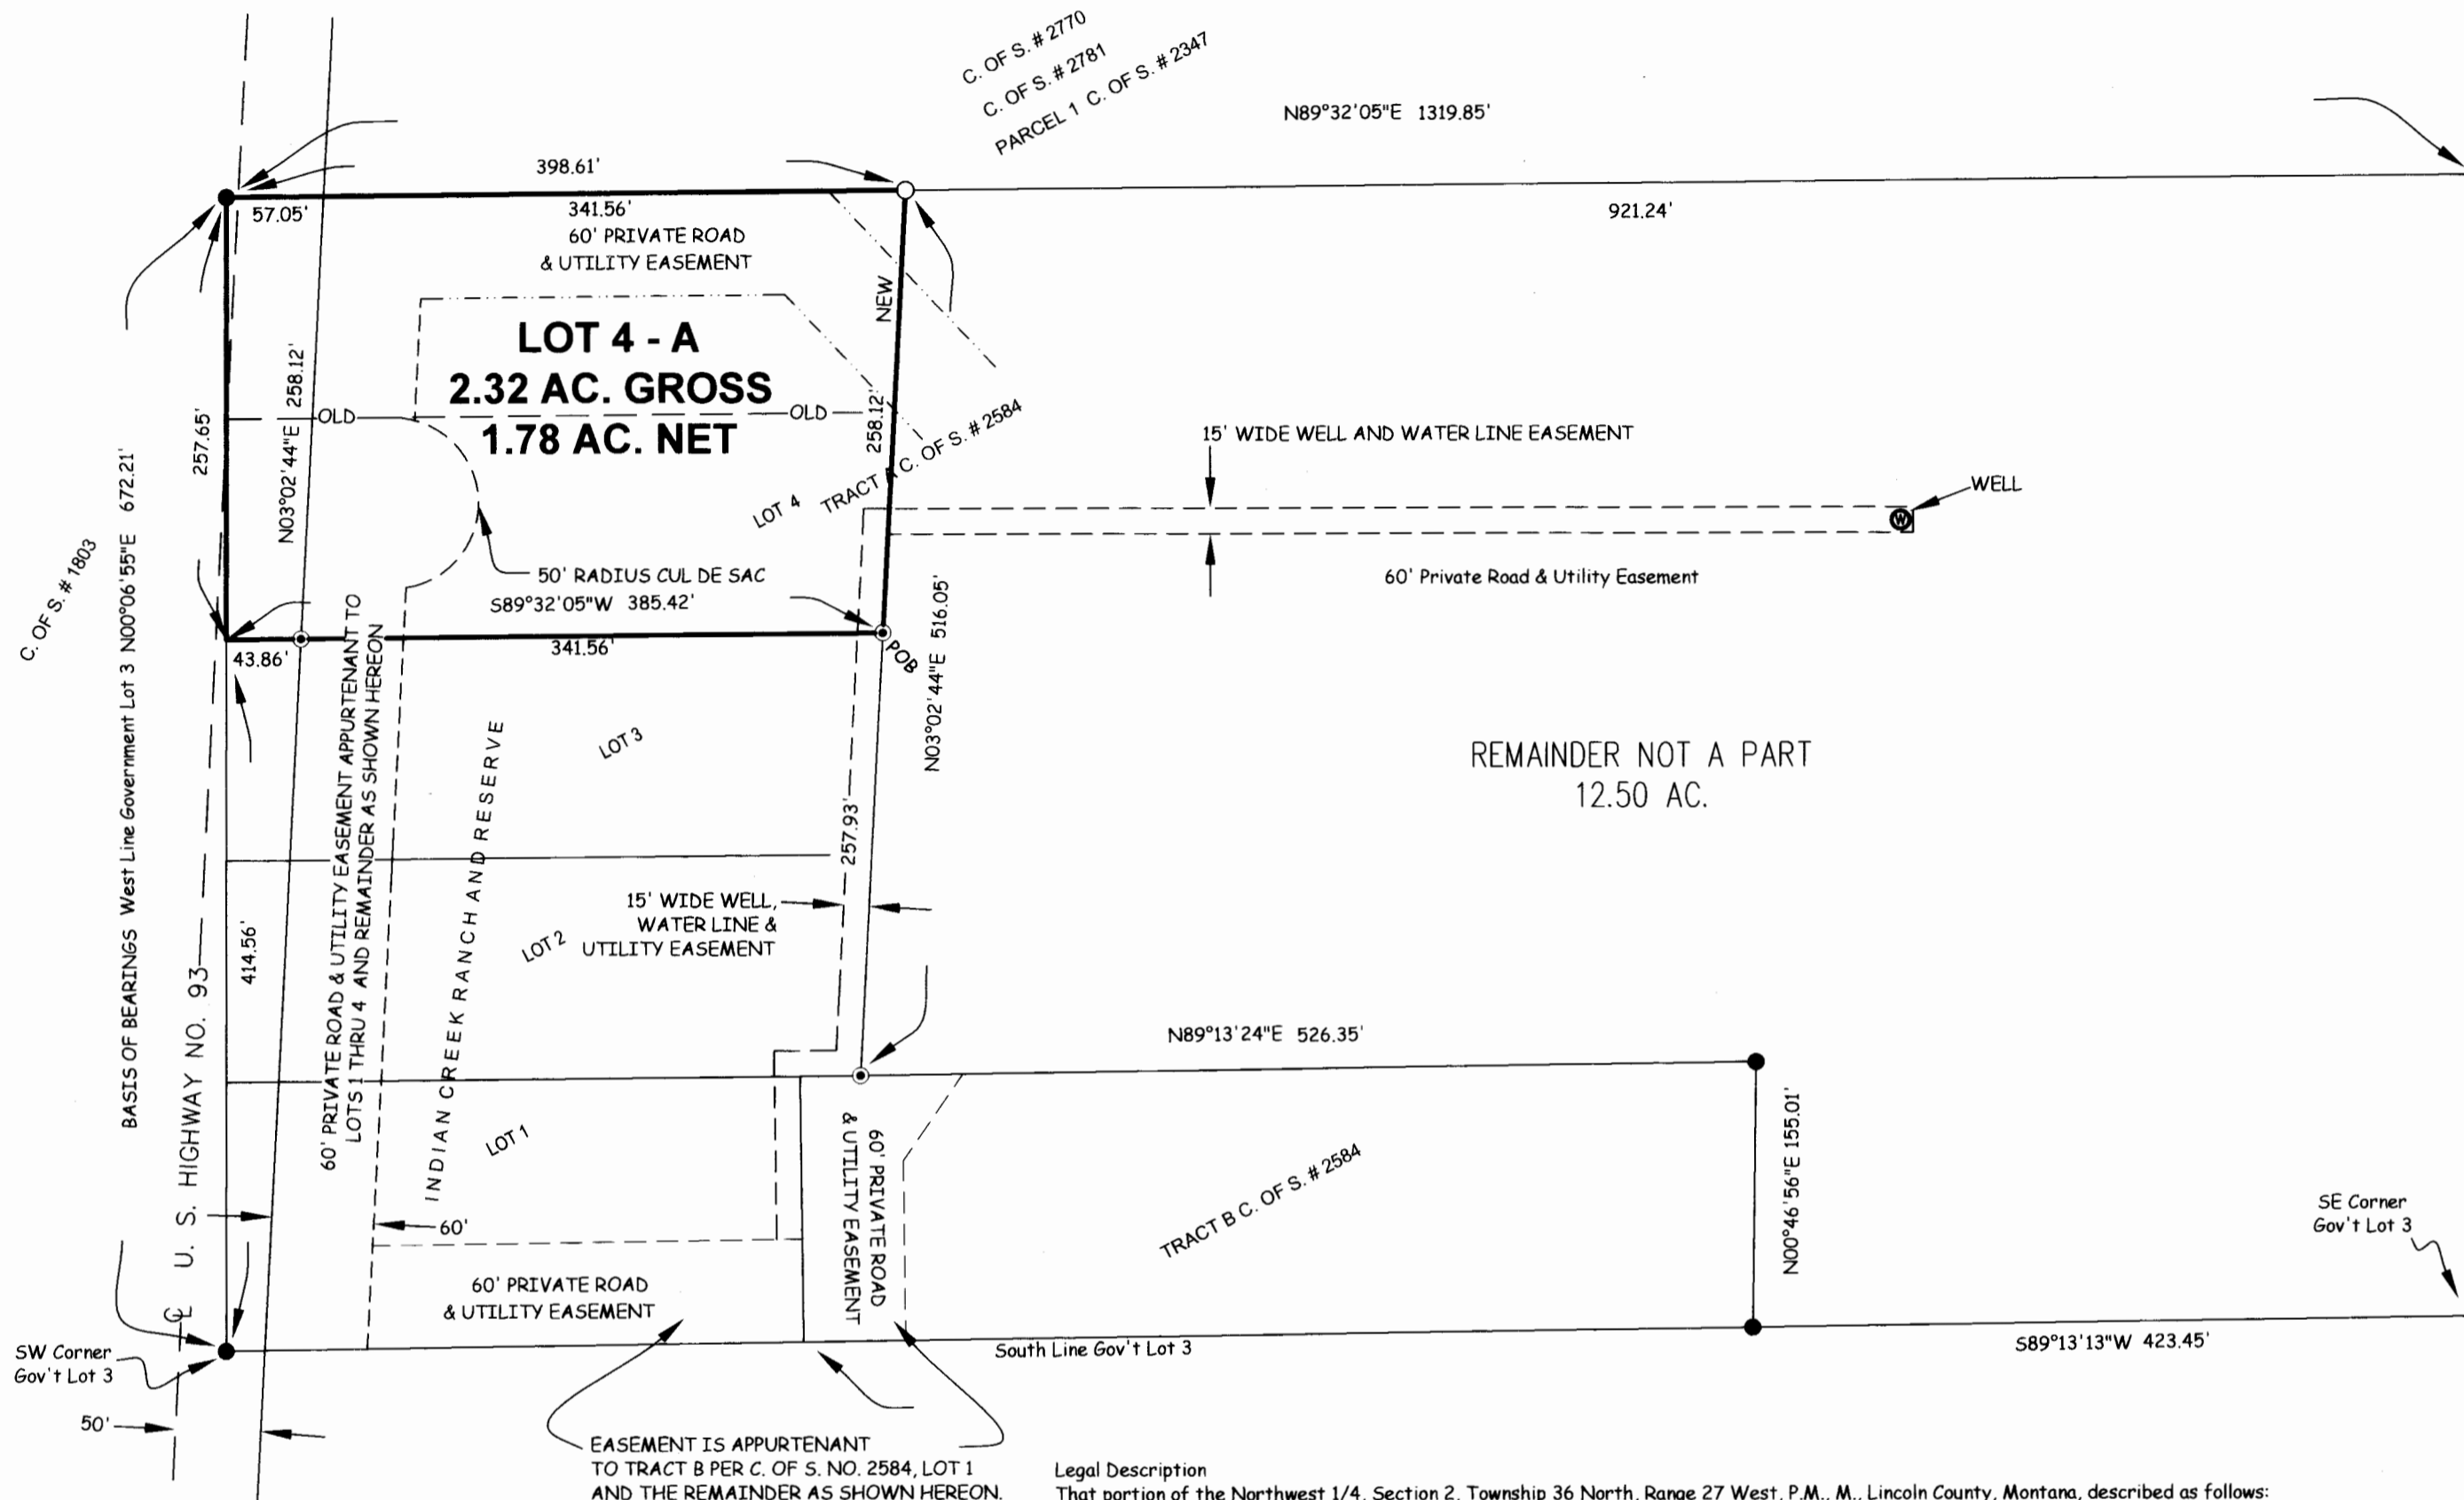 C. OF S. # 2770
C. OF S. # 2781
PARCEL 1 C. OF S. # 2347
N89°32'05"E 1319.85'
398.61'
57.05'
341.56'
921.24'
60' PRIVATE ROAD
& UTILITY EASEMENT
NEW
LOT 4 - A
2.32 AC. GROSS
1.78 AC. NET
OLD
OLD
N03°02'44"E 258.12'
257.65'
258.12'
LOT 4
TRACT A C. OF S. # 2584
15' WIDE WELL AND WATER LINE EASEMENT
WELL
W
60' Private Road & Utility Easement
50' RADIUS CUL DE SAC
S89°32'05"W 385.42'
43.86'
341.56'
POB
N03°02'44"E 516.05'
C. OF S. # 1803
BASIS OF BEARINGS West Line Government Lot 3 N00°06'55"E 672.21'
60' PRIVATE ROAD & UTILITY EASEMENT APPURTENANT TO
LOTS 1 THRU 4 AND REMAINDER AS SHOWN HEREON
INDIAN CREEK RANCH AND RESERVE
LOT 3
257.93'
REMAINDER NOT A PART
12.50 AC.
15' WIDE WELL,
WATER LINE &
UTILITY EASEMENT
LOT 2
414.56'
U. S. HIGHWAY NO. 93
N89°13'24"E 526.35'
LOT 1
60' PRIVATE ROAD
& UTILITY EASEMENT
TRACT B C. OF S. # 2584
N00°46'56"E 155.01'
SE Corner
Gov't Lot 3
60'
60' PRIVATE ROAD
& UTILITY EASEMENT
SW Corner
Gov't Lot 3
South Line Gov't Lot 3
S89°13'13"W 423.45'
50'
EASEMENT IS APPURTENANT
TO TRACT B PER C. OF S. NO. 2584, LOT 1
AND THE REMAINDER AS SHOWN HEREON.
Legal Description
That portion of the Northwest 1/4, Section 2, Township 36 North, Range 27 West, P.M., M., Lincoln County, Montana, described as follows: